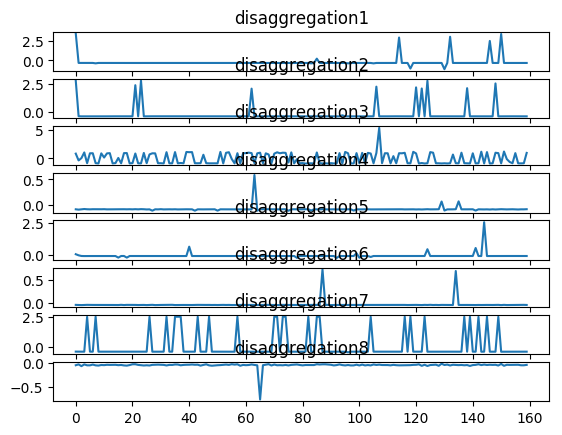 disaggregation1
2.5
0.0
disaggregation2
2.5
0.0
disaggregation3
5
0
disaggregation4
0.5
0.0
disaggregation5
2.5
0.0
disaggregation6
0.5
0.0
disaggregation7
2.5
0.0
disaggregation8
0.0
−0.5
0 20 40 60 80 100 120 140 160